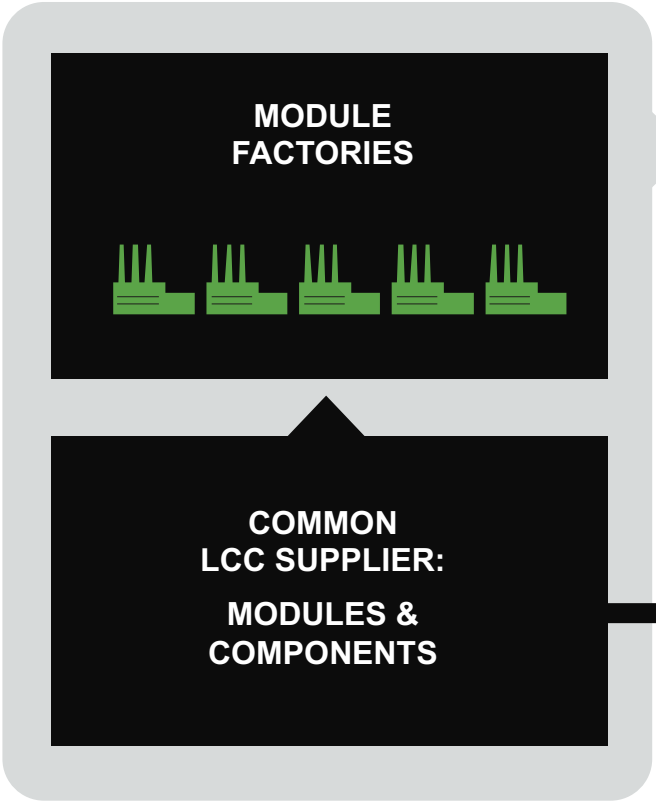 MODULE
FACTORIES
COMMON
LCC SUPPLIER:
MODULES &
COMPONENTS